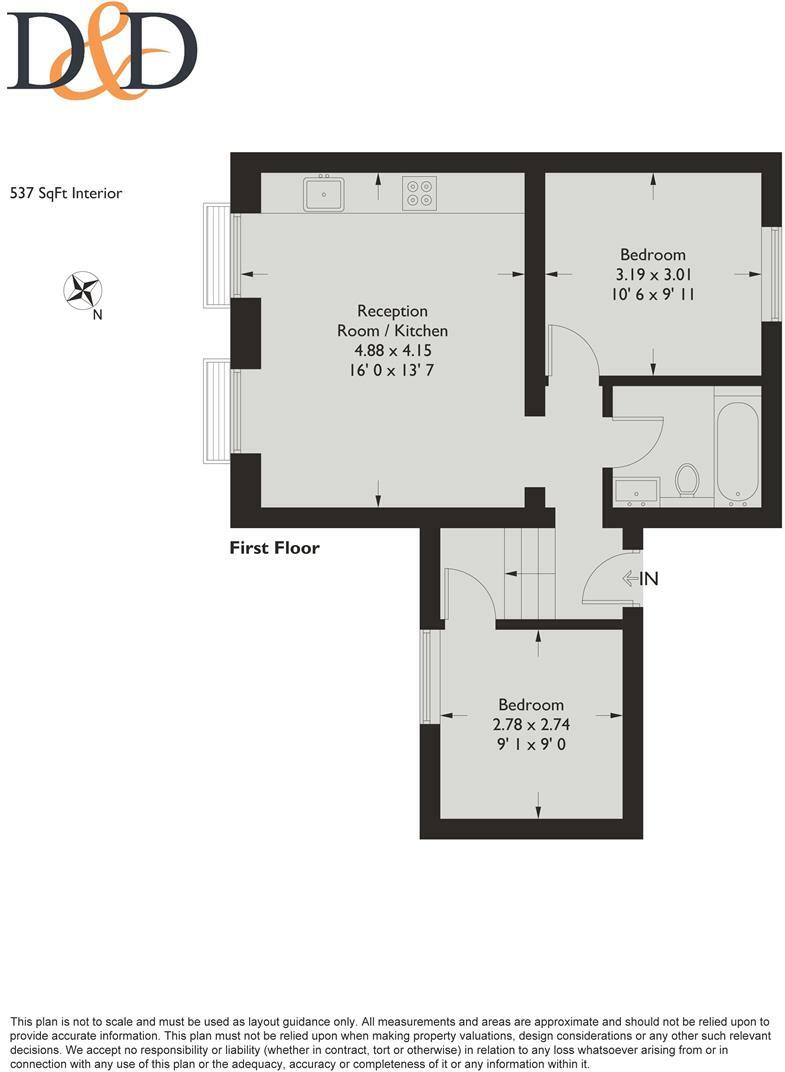 D&D
537 SqFt Interior
N
Bedroom
3.19 x 3.01
10' 6 x 9' 11
Reception
Room / Kitchen
4.88 x 4.15
16' 0 x 13' 7
First Floor
IN
Bedroom
2.78 x 2.74
9' 1 x 9' 0
This plan is not to scale and must be used as layout guidance only. All measurements and areas are approximate and should not be relied upon to
provide accurate information. This plan must not be relied upon when making property valuations, design considerations or any other such relevant
decisions. We accept no responsibility or liability (whether in contract, tort or otherwise) in relation to any loss whatsoever arising from or in
connection with any use of this plan or the adequacy, accuracy or completeness of it or any information within it.